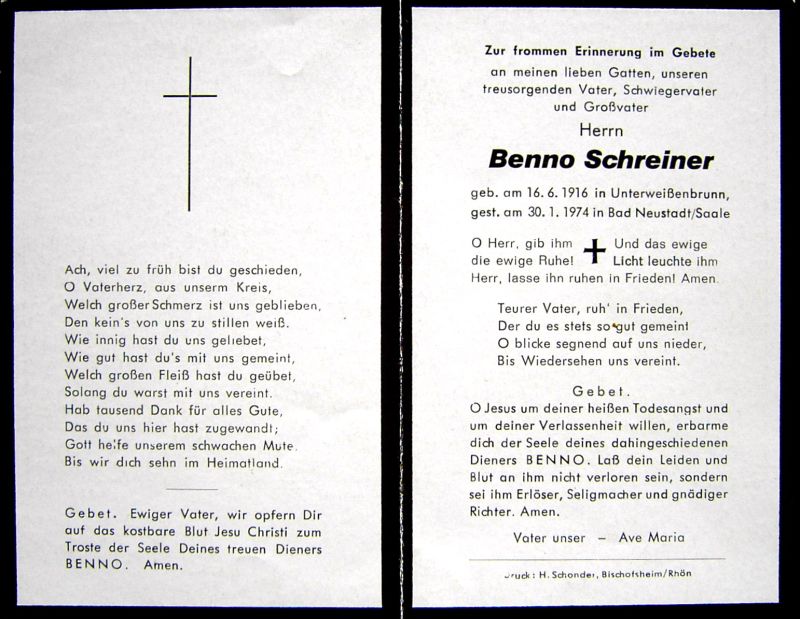 Ach, viel zu früh bist du geschieden,
O Vaterherz, aus unserm Kreis,
Welch großer Schmerz ist uns geblieben,
Den kein's von uns zu stillen weiß.
Wie innig hast du uns geliebet,
Wie gut hast du's mit uns gemeint,
Welch großen Fleiß hast du geübet,
Solang du warst mit uns vereint.
Hab tausend Dank für alles Gute,
Das du uns hier hast zugewandt;
Gott helfe unserem schwachen Mute.
Bis wir dich sehn im Heimatland.
Gebet. Ewiger Vater, wir opfern Dir
auf das kostbare Blut Jesu Christi zum
Troste der Seele Deines treuen Dieners
BENNO. Amen.
Zur frommen Erinnerung im Gebete
an meinen lieben Gatten, unseren
treusorgenden Vater, Schwiegervater
und Großvater
Herrn
Benno Schreiner
geb. am 16. 6. 1916 in Unterweißenbrunn,
gest. am 30. 1. 1974 in Bad Neustadt/Saale
O Herr, gib ihm Und das ewige
die ewige Ruhe! Licht leuchte ihm
Herr, lasse ihn ruhen in Frieden! Amen.
Teurer Vater, ruh' in Frieden,
Der du es stets so gut gemeint
O blicke segnend auf uns nieder,
Bis Wiedersehen uns vereint.
Gebet.
O Jesus um deiner heißen Todesangst und
um deiner Verlassenheit willen, erbarme
dich der Seele deines dahingeschiedenen
Dieners BENNO. Laß dein Leiden und
Blut an ihm nicht verloren sein, sondern
sei ihm Erlöser, Seligmacher und gnädiger
Richter. Amen.
Vater unser – Ave Maria
Druck: H. Schonder, Bischofsheim/Rhön